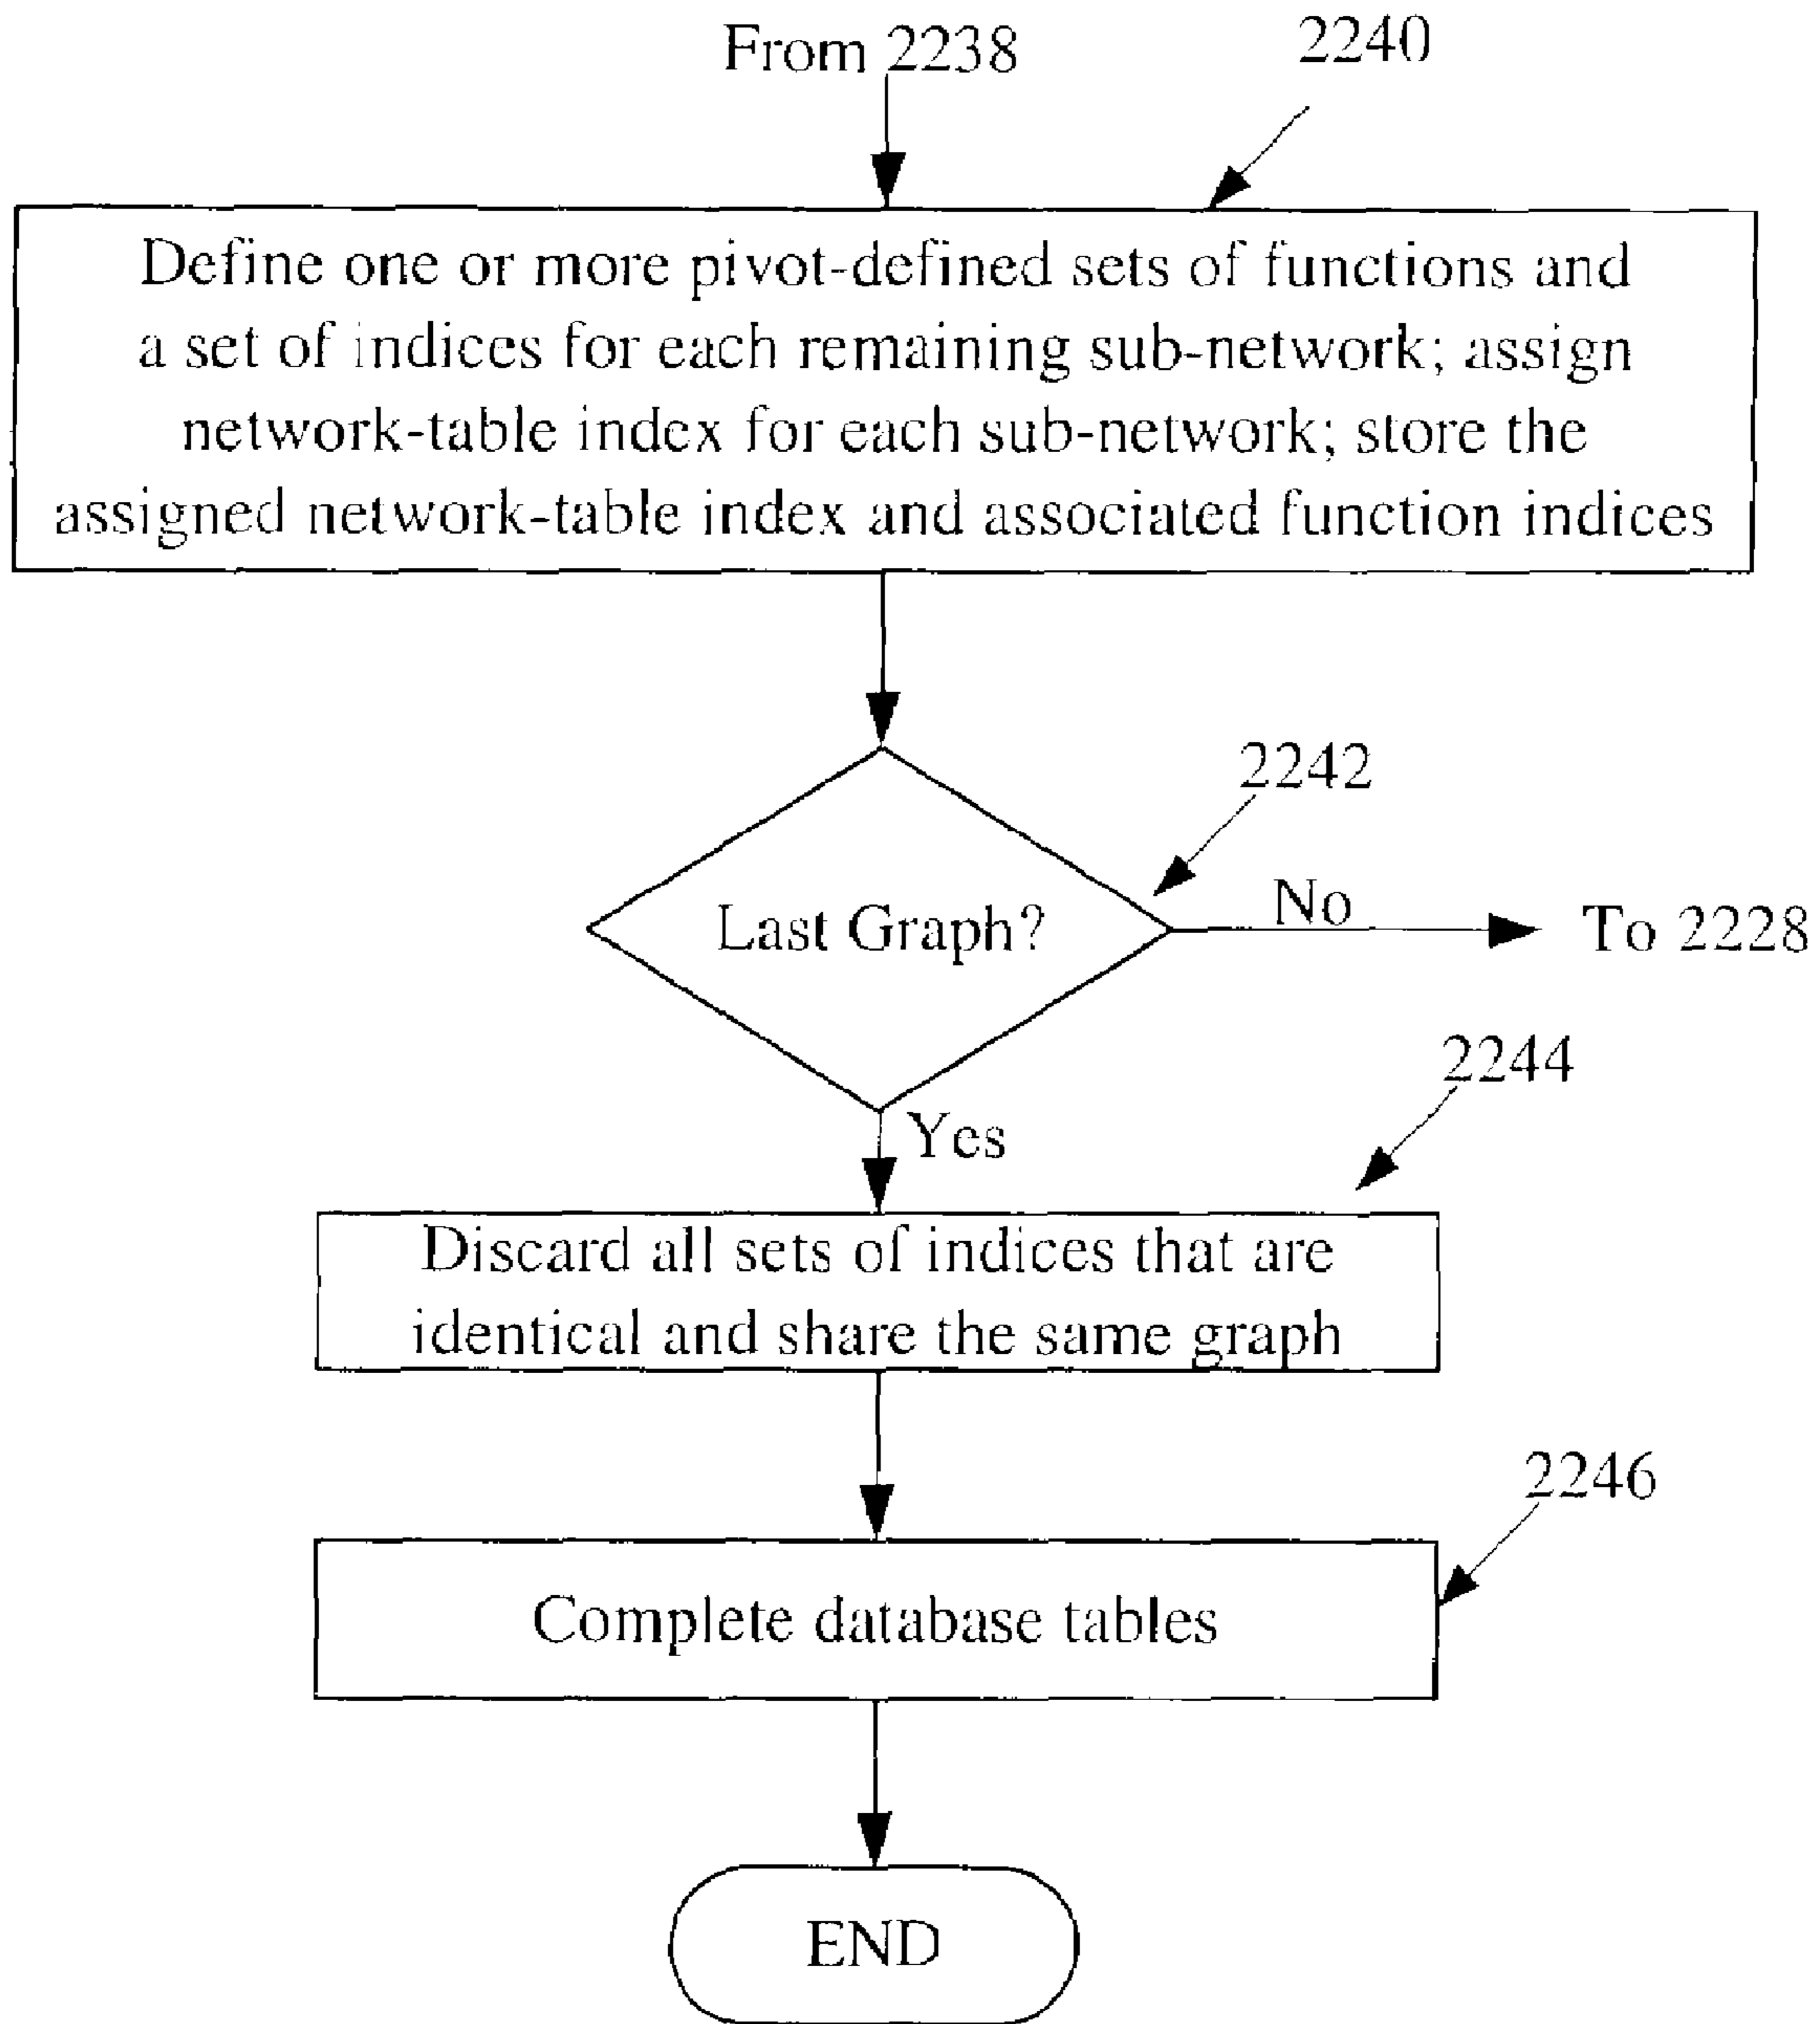 From 2238
2240
Define one or more pivot-defined sets of functions and
a set of indices for each remaining sub-network; assign
network-table index for each sub-network; store the
assigned network-table index and associated function indices
2242
Last Graph?
No
To 2228
Yes
2244
Discard all sets of indices that are
identical and share the same graph
2246
Complete database tables
END